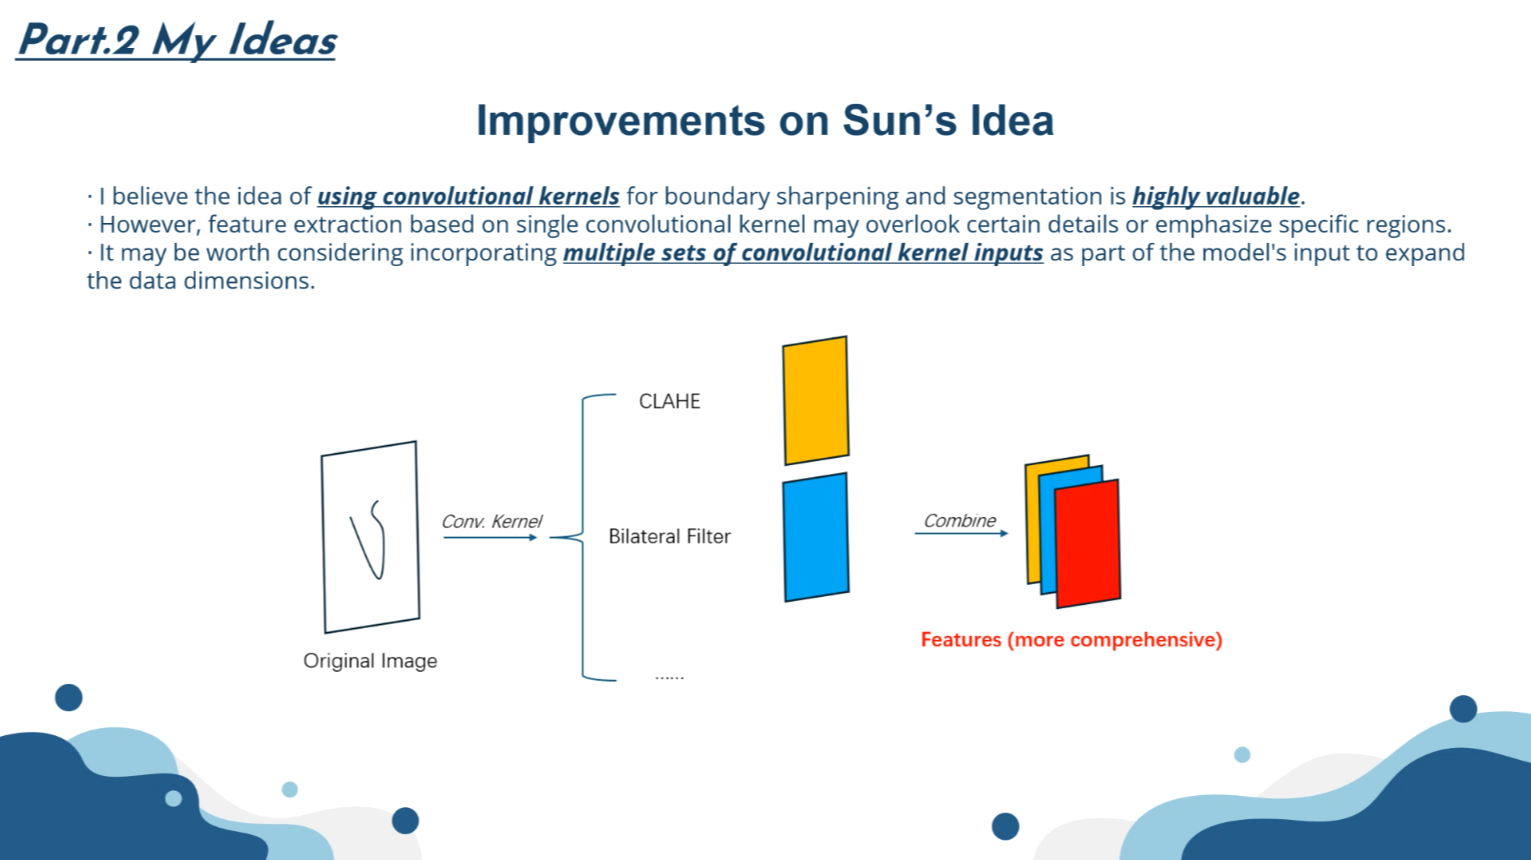 Part.2 My Ideas
Improvements on Sun’s Idea
· I believe the idea of using convolutional kernels for boundary sharpening and segmentation is highly valuable.
· However, feature extraction based on single convolutional kernel may overlook certain details or emphasize specific regions.
· It may be worth considering incorporating multiple sets of convolutional kernel inputs as part of the model's input to expand
the data dimensions.
CLAHE
Conv. Kernel
Bilateral Filter
Combine
Features (more comprehensive)
Original Image
......